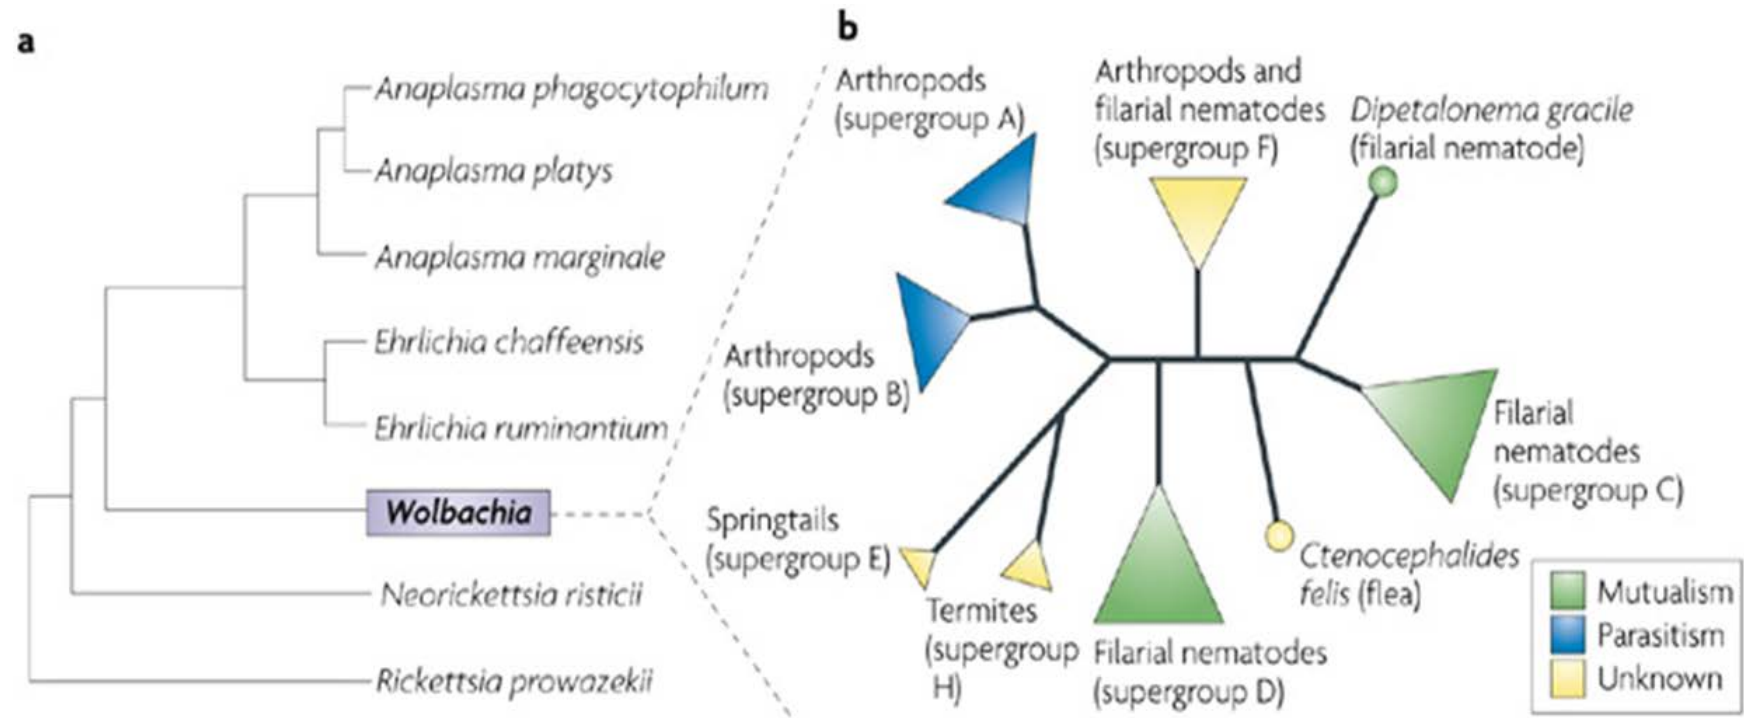 a
Anaplasma phagocytophilum
Anaplasma platys
Anaplasma marginale
Ehrlichia chaffeensis
Ehrlichia ruminantium
Wolbachia
Neorickettsia risticii
Rickettsia prowazekii
b
Arthropods
(supergroup A)
Arthropods and
filarial nematodes
(supergroup F)
Dipetalonema gracile
(filarial nematode)
Arthropods
(supergroup B)
Filarial
nematodes
(supergroup C)
Springtails
(supergroup E)
Termites
(supergroup
H)
Filarial nematodes
(supergroup D)
Ctenocephalides
felis (flea)
Mutualism
Parasitism
Unknown